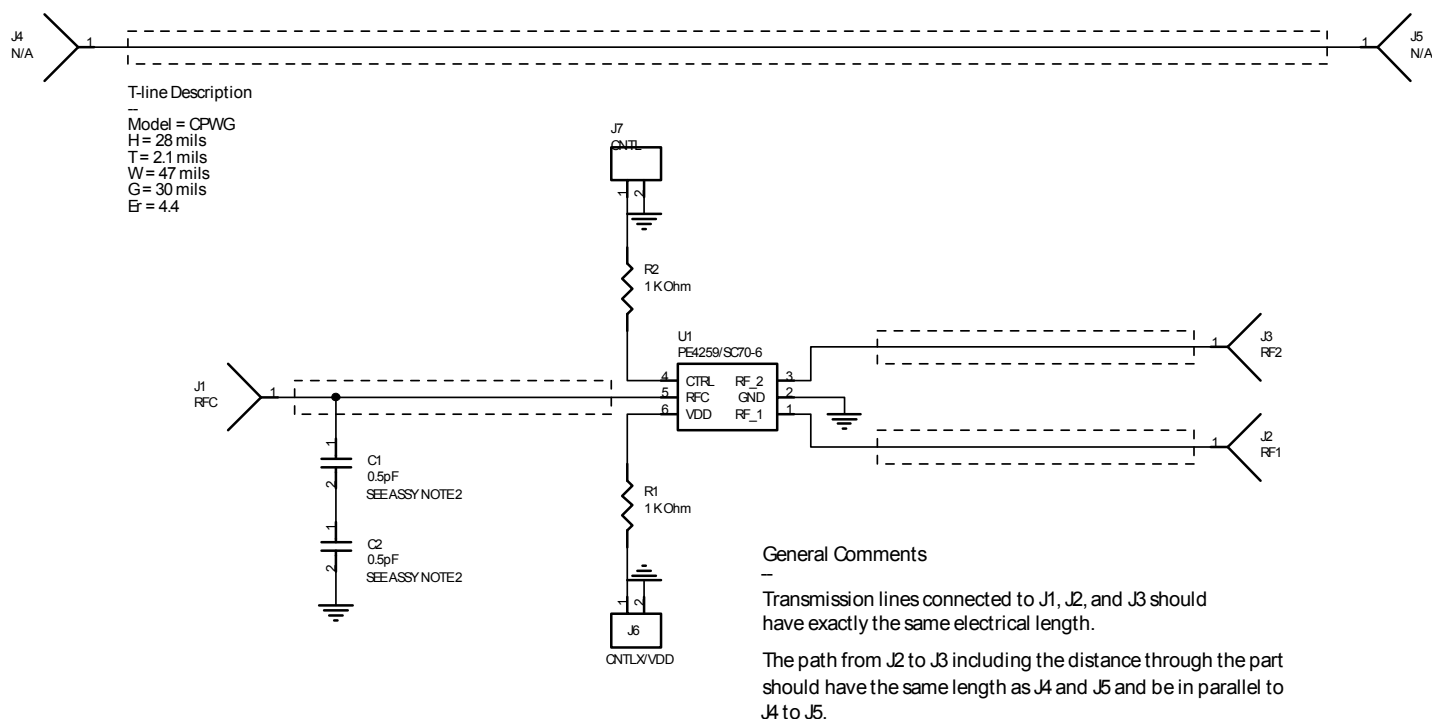 J4
N/A
1
1
J5
N/A
T-line Description
--
Model = CPWG
H = 28 mils
T = 2.1 mils
W = 47 mils
G = 30 mils
Er = 4.4
J7
CNTL
1
2
R2
1 K Ohm
U1
PE4259/SC70-6
J3
RF2
1
J1
RFC
1
4
CTRL
RF_2
3
5
RFC
GND
2
6
VDD
RF_1
1
J2
RF1
1
1
C1
0.5pF
SEE ASSY NOTE 2
2
R1
1 K Ohm
1
C2
0.5pF
SEE ASSY NOTE 2
2
1
2
J6
CNTLX/VDD
General Comments
--
Transmission lines connected to J1, J2, and J3 should
have exactly the same electrical length.
The path from J2 to J3 including the distance through the part
should have the same length as J4 and J5 and be in parallel to
J4 to J5.